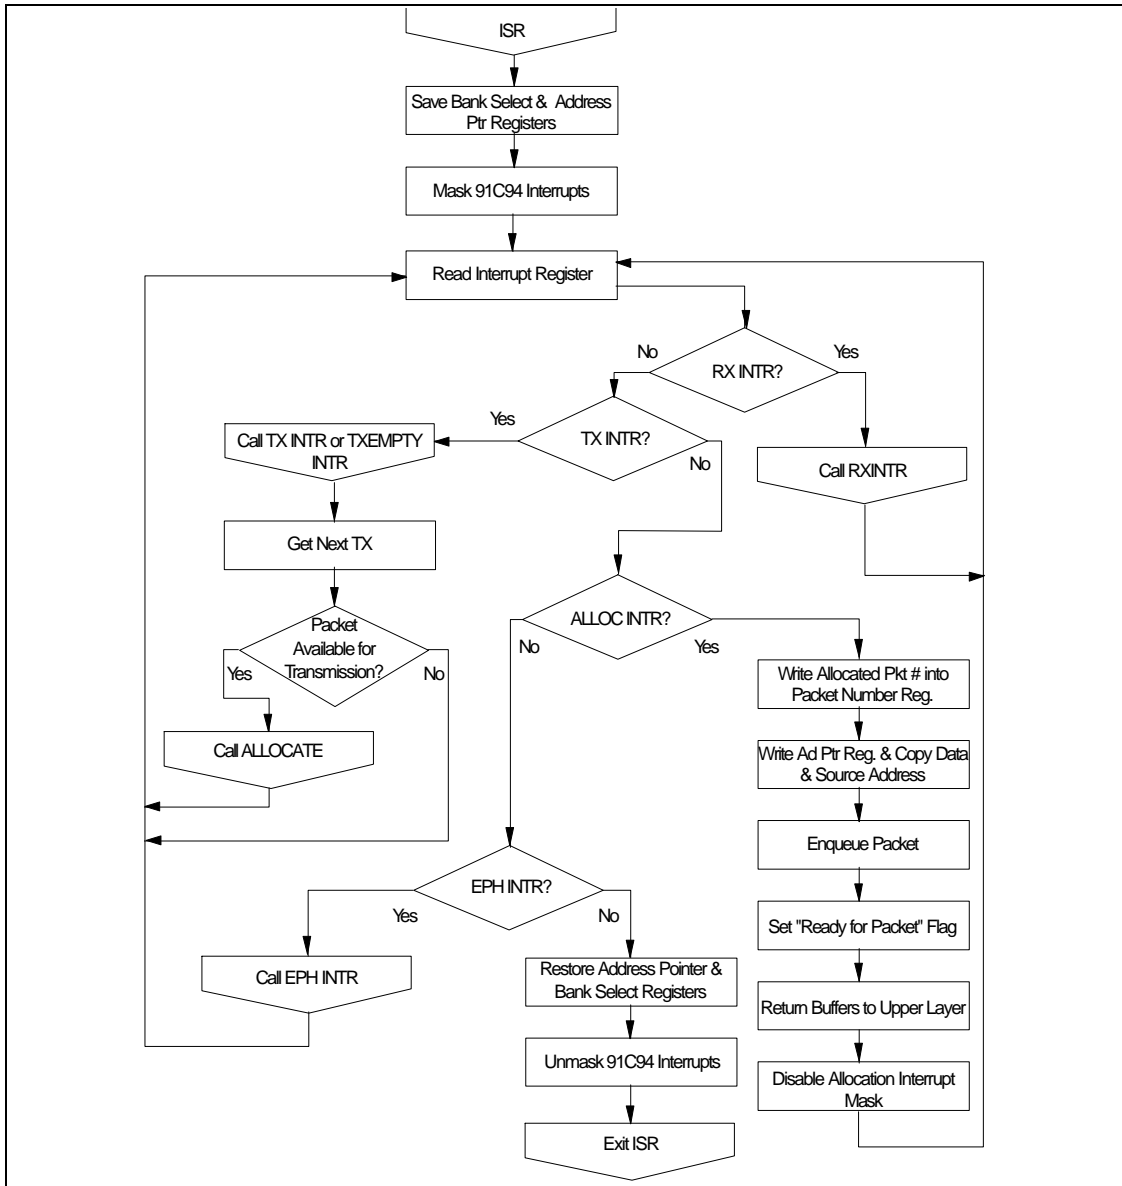 ISR
Save Bank Select & Address
Ptr Registers
Mask 91C94 Interrupts
Read Interrupt Register
No
Yes
RX INTR?
Yes
TX INTR?
No
Call TX INTR or TXEMPTY
INTR
Call RXINTR
Get Next TX
ALLOC INTR?
No
Yes
Packet
Available for
Transmission?
Yes
No
Write Allocated Pkt # into
Packet Number Reg.
Call ALLOCATE
Write Ad Ptr Reg. & Copy Data
& Source Address
Enqueue Packet
EPH INTR?
Yes
No
Set "Ready for Packet" Flag
Call EPH INTR
Restore Address Pointer &
Bank Select Registers
Return Buffers to Upper Layer
Unmask 91C94 Interrupts
Disable Allocation Interrupt
Mask
Exit ISR